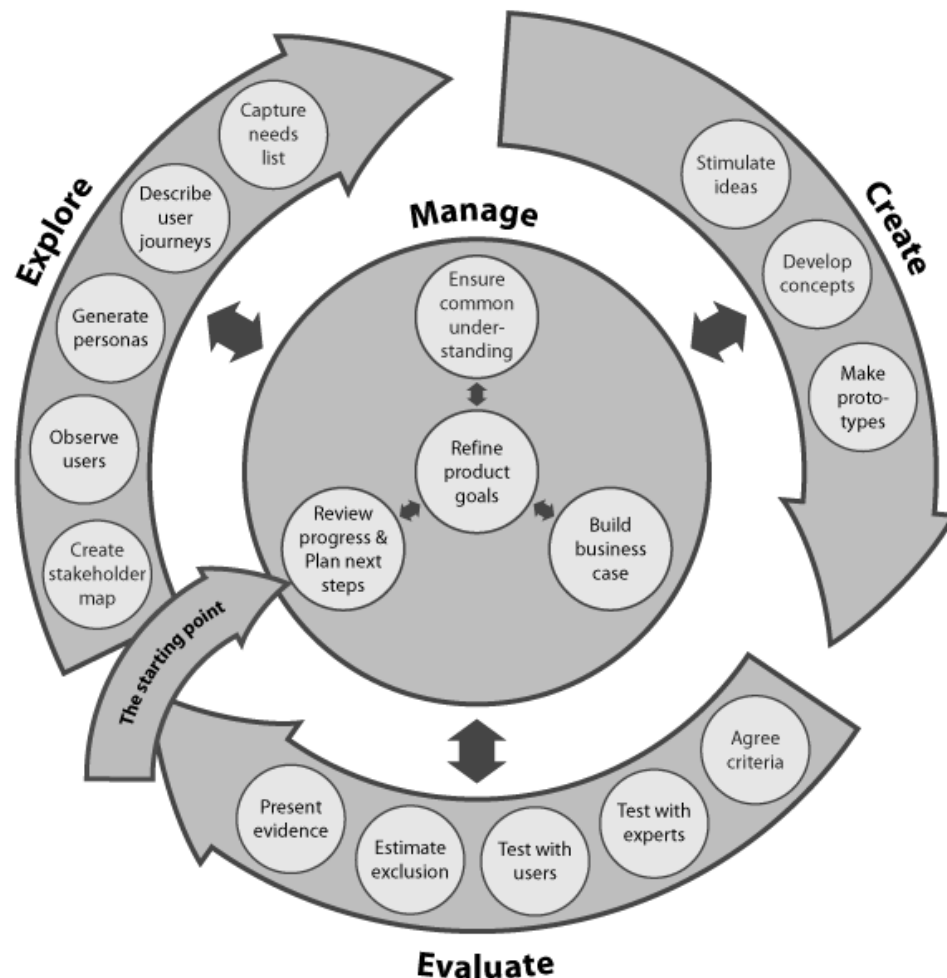 Explore
Capture
needs
list
Describe
user
journeys
Generate
personas
Observe
users
Create
stakeholder
map
The starting point
Manage
Ensure
common
under-
standing
Refine
product
goals
Review
progress &
Plan next
steps
Build
business
case
Create
Stimulate
ideas
Develop
concepts
Make
proto-
types
Agree
criteria
Test with
experts
Test with
users
Estimate
exclusion
Present
evidence
Evaluate